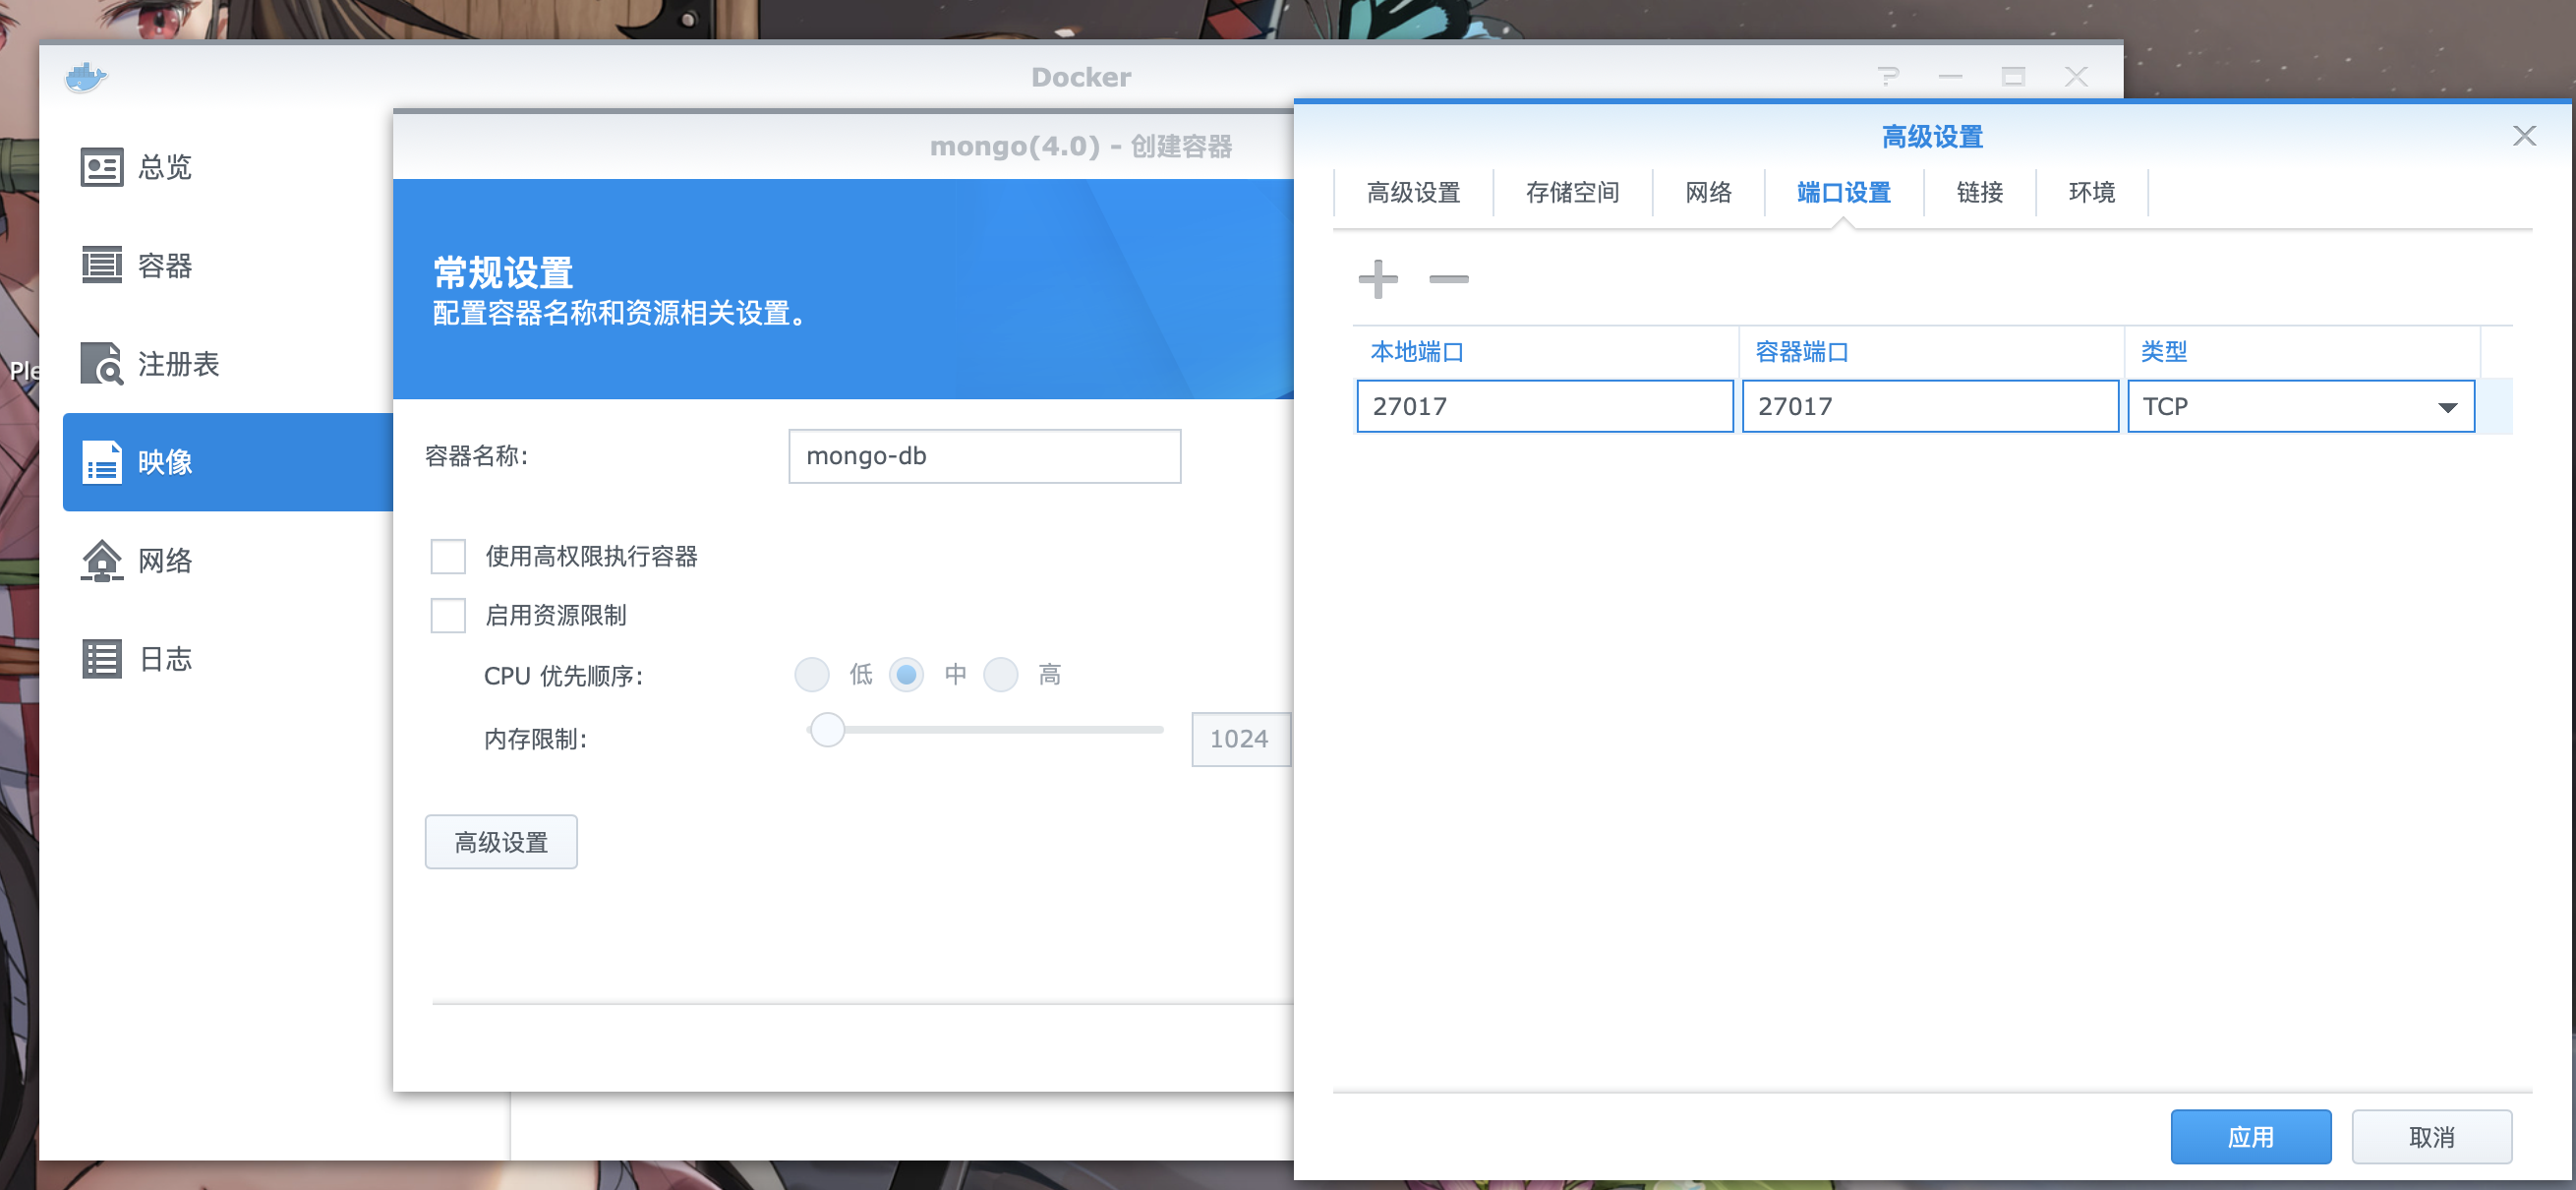 Docker
总览
容器
注册表
映像
网络
日志
mongo(4.0) - 创建容器
常规设置
配置容器名称和资源相关设置。
容器名称:
mongo-db
使用高权限执行容器
启用资源限制
CPU 优先顺序:
低
中
高
内存限制:
1024
高级设置
高级设置
高级设置
存储空间
网络
端口设置
链接
环境
本地端口
容器端口
类型
27017
27017
TCP
应用
取消